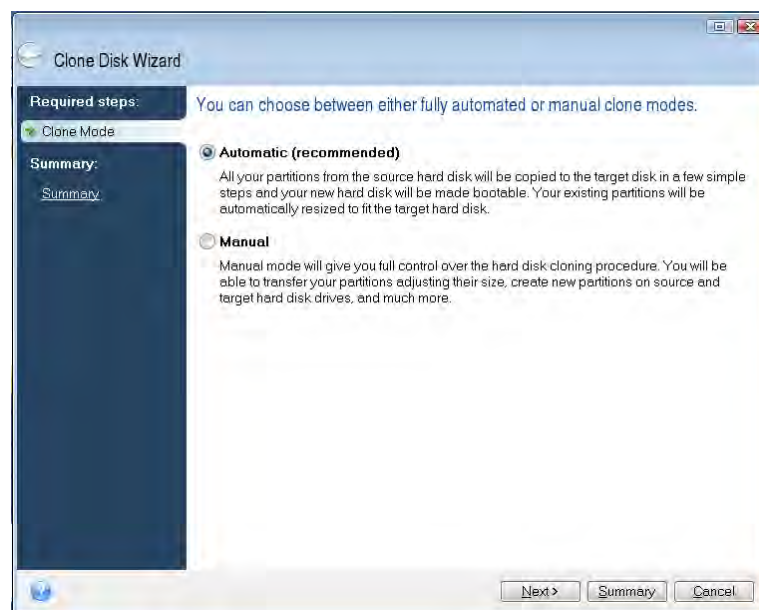 Clone Disk Wizard
Required steps:
Clone Mode
Summary:
Summary
You can choose between either fully automated or manual clone modes.
Automatic (recommended)
All your partitions from the source hard disk will be copied to the target disk in a few simple
steps and your new hard disk will be made bootable. Your existing partitions will be
automatically resized to fit the target hard disk.
Manual
Manual mode will give you full control over the hard disk cloning procedure. You will be
able to transfer your partitions adjusting their size, create new partitions on source and
target hard disk drives, and much more.
Next >
Summary
Cancel